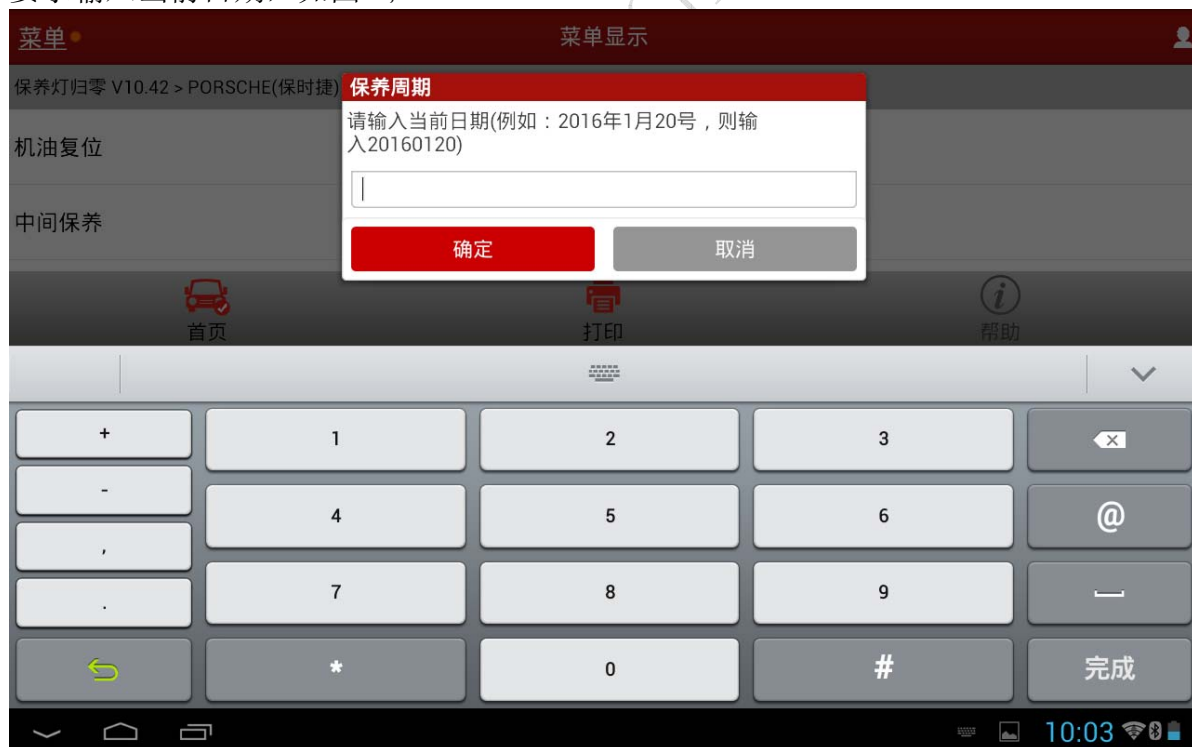 菜单
菜单显示
保养灯归零 V10.42 > PORSCHE(保时捷)
保养周期
请输入当前日期(例如：2016年1月20号，则输
入20160120)
机油复位
中间保养
确定
取消
首页
打印
帮助
+
1
2
3
-
4
5
6
@
,
7
8
9
.
*
0
#
完成
10:03